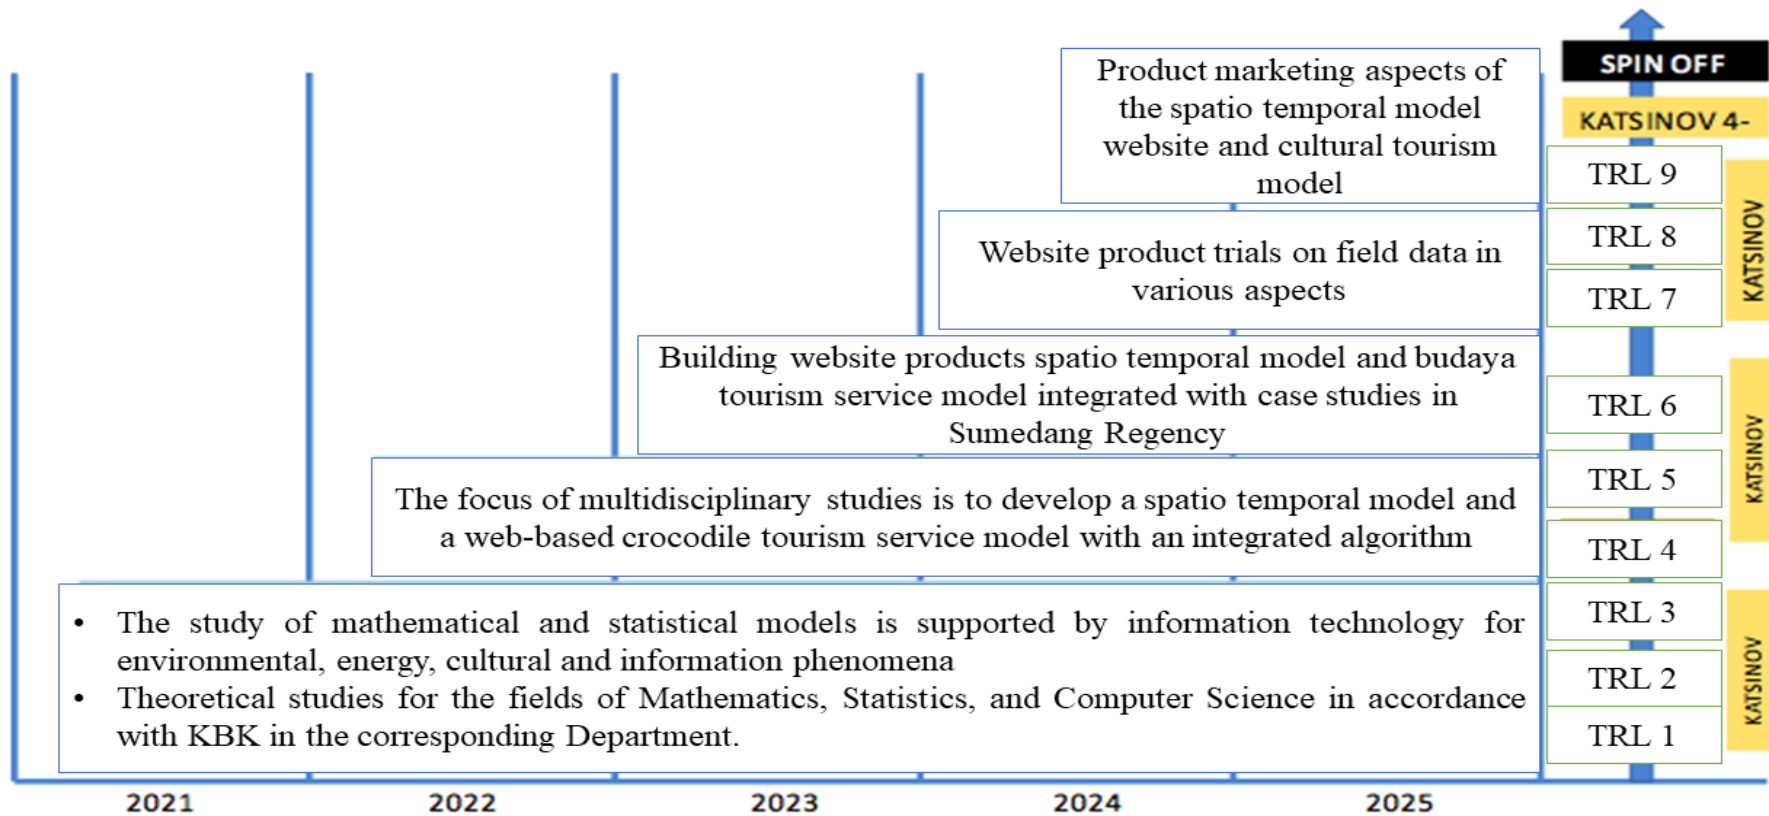 SPIN OFF
KATSINOV 4-
Product marketing aspects of
the spatio temporal model
website and cultural tourism
model
TRL 9
TRL 8
TRL 7
KATSINOV
Website product trials on field data in
various aspects
Building website products spatio temporal model and budaya
tourism service model integrated with case studies in
Sumedang Regency
TRL 6
TRL 5
TRL 4
KATSINOV
The focus of multidisciplinary studies is to develop a spatio temporal model and
a web-based crocodile tourism service model with an integrated algorithm
• The study of mathematical and statistical models is supported by information technology for
environmental, energy, cultural and information phenomena
• Theoretical studies for the fields of Mathematics, Statistics, and Computer Science in accordance
with KBK in the corresponding Department.
TRL 3
TRL 2
TRL 1
KATSINOV
2021 2022 2023 2024 2025